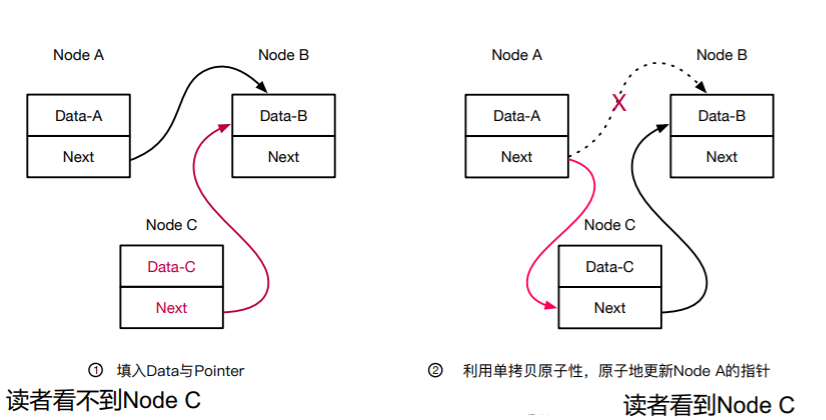 Node A
Node B
Data-A
Next
Data-B
Next
Node C
Data-C
Next
① 填入Data与Pointer
读者看不到Node C
Node A
Node B
X
Data-A
Next
Data-B
Next
Node C
Data-C
Next
② 利用单拷贝原子性，原子地更新Node A的指针
读者看到Node C